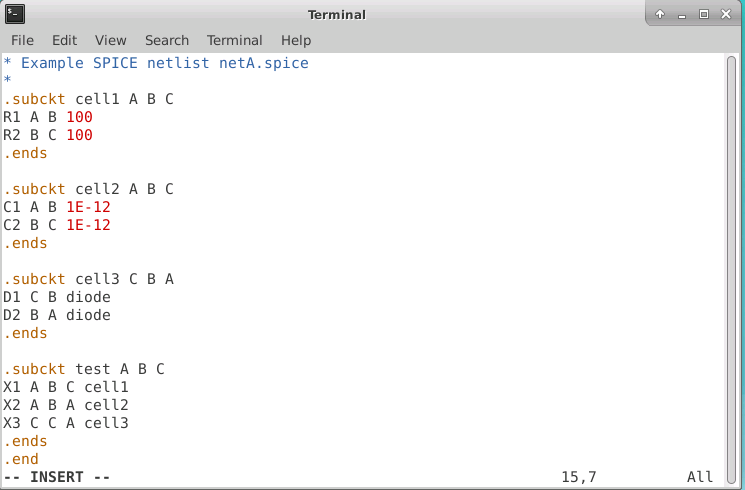 Terminal
File Edit View Search Terminal Help
* Example SPICE netlist netA.spice
*
.subckt cell1 A B C
R1 A B 100
R2 B C 100
.ends
.subckt cell2 A B C
C1 A B 1E-12
C2 B C 1E-12
.ends
.subckt cell3 C B A
D1 C B diode
D2 B A diode
.ends
.subckt test A B C
X1 A B C cell1
X2 A B A cell2
X3 C C A cell3
.ends
.end
-- INSERT -- 15,7 All